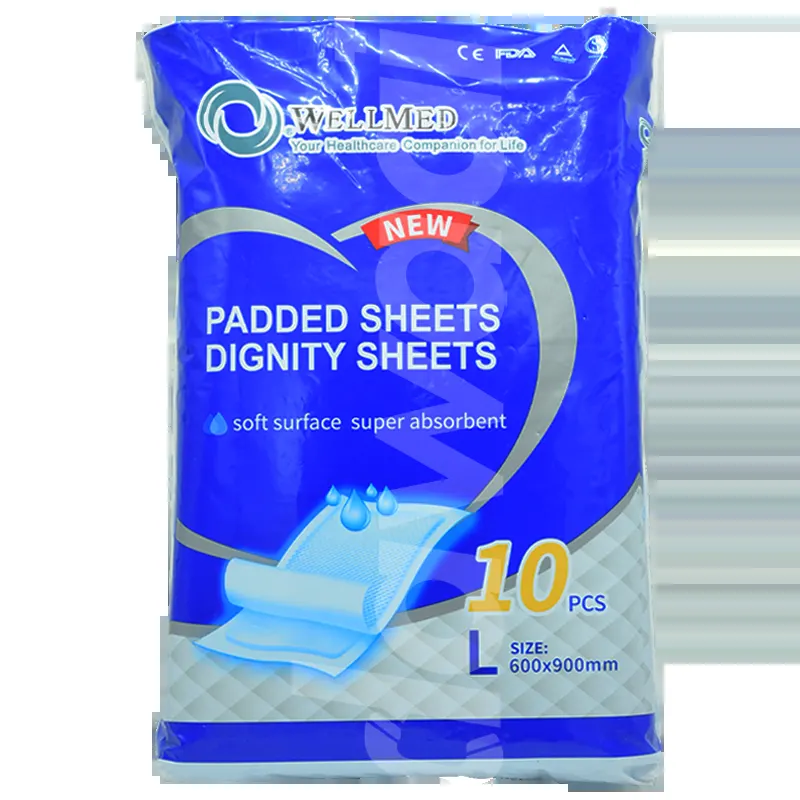 CE FDA
WELLMED
®
Your Healthcare Companion for Life
NEW
PADDED SHEETS
DIGNITY SHEETS
soft surface super absorbent
10 PCS
L SIZE:
600x900mm